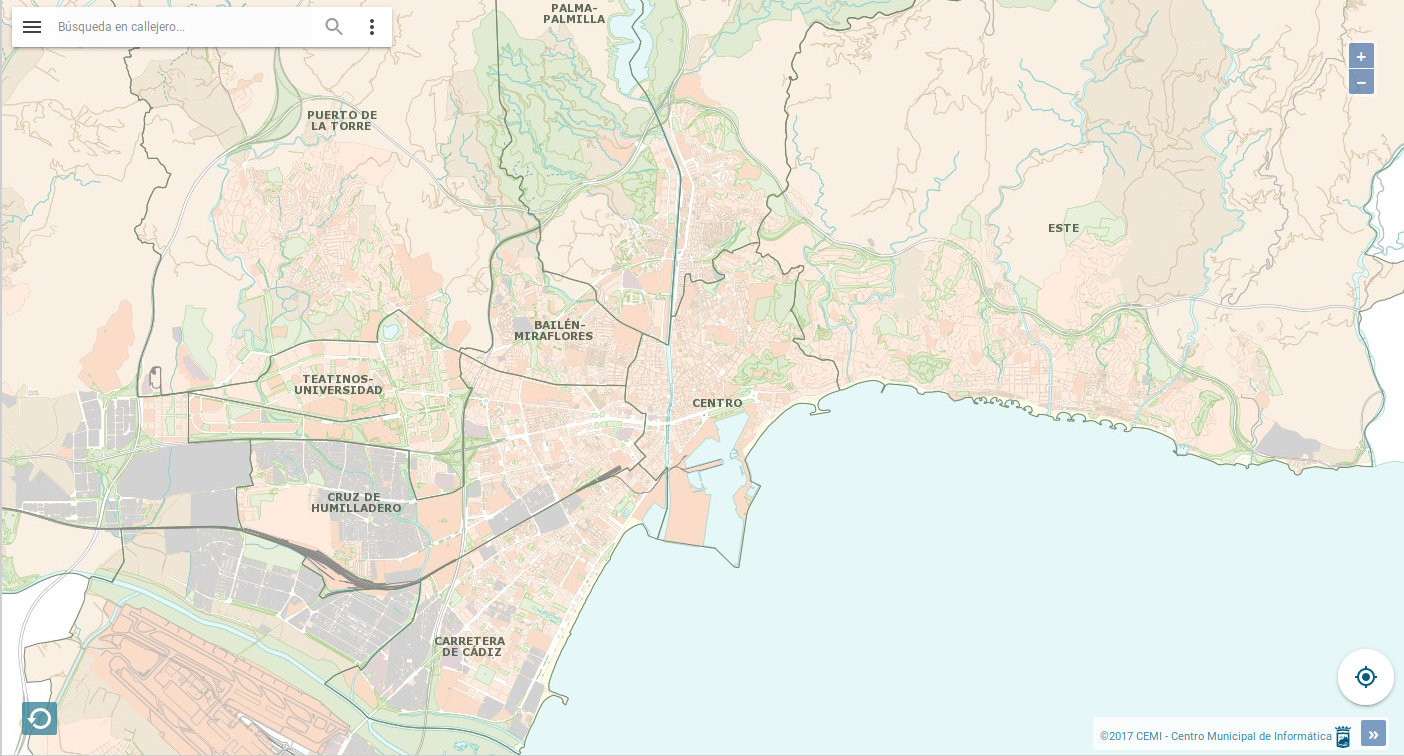 Búsqueda en callejero...
PALMA-
PALMILLA
+
−
PUERTO DE
LA TORRE
ESTE
BAILÉN-
MIRAFLORES
TEATINOS-
UNIVERSIDAD
CENTRO
CRUZ DE
HUMILLADERO
CARRETERA
DE CÁDIZ
©2017 CEMI - Centro Municipal de Informática
»